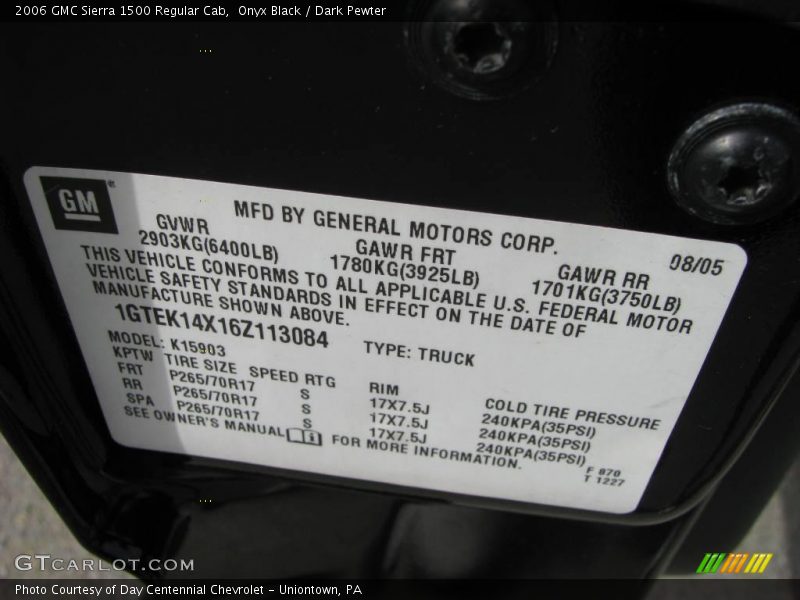 2006 GMC Sierra 1500 Regular Cab,  Onyx Black / Dark Pewter
GM
MFD BY GENERAL MOTORS CORP.
08/05
GVWR GAWR FRT GAWR RR
2903KG(6400LB) 1780KG(3925LB) 1701KG(3750LB)
THIS VEHICLE CONFORMS TO ALL APPLICABLE U.S. FEDERAL MOTOR
VEHICLE SAFETY STANDARDS IN EFFECT ON THE DATE OF
MANUFACTURE SHOWN ABOVE.
1GTEK14X16Z113084 TYPE: TRUCK
MODEL: K15903
KPTW TIRE SIZE SPEED RTG RIM COLD TIRE PRESSURE
FRT P265/70R17 S 17X7.5J 240KPA(35PSI)
RR P265/70R17 S 17X7.5J 240KPA(35PSI)
SPA P265/70R17 S 17X7.5J 240KPA(35PSI)
SEE OWNER'S MANUAL FOR MORE INFORMATION.
F 870
T 1227
GTCARLOT.COM
Photo Courtesy of Day Centennial Chevrolet - Uniontown, PA